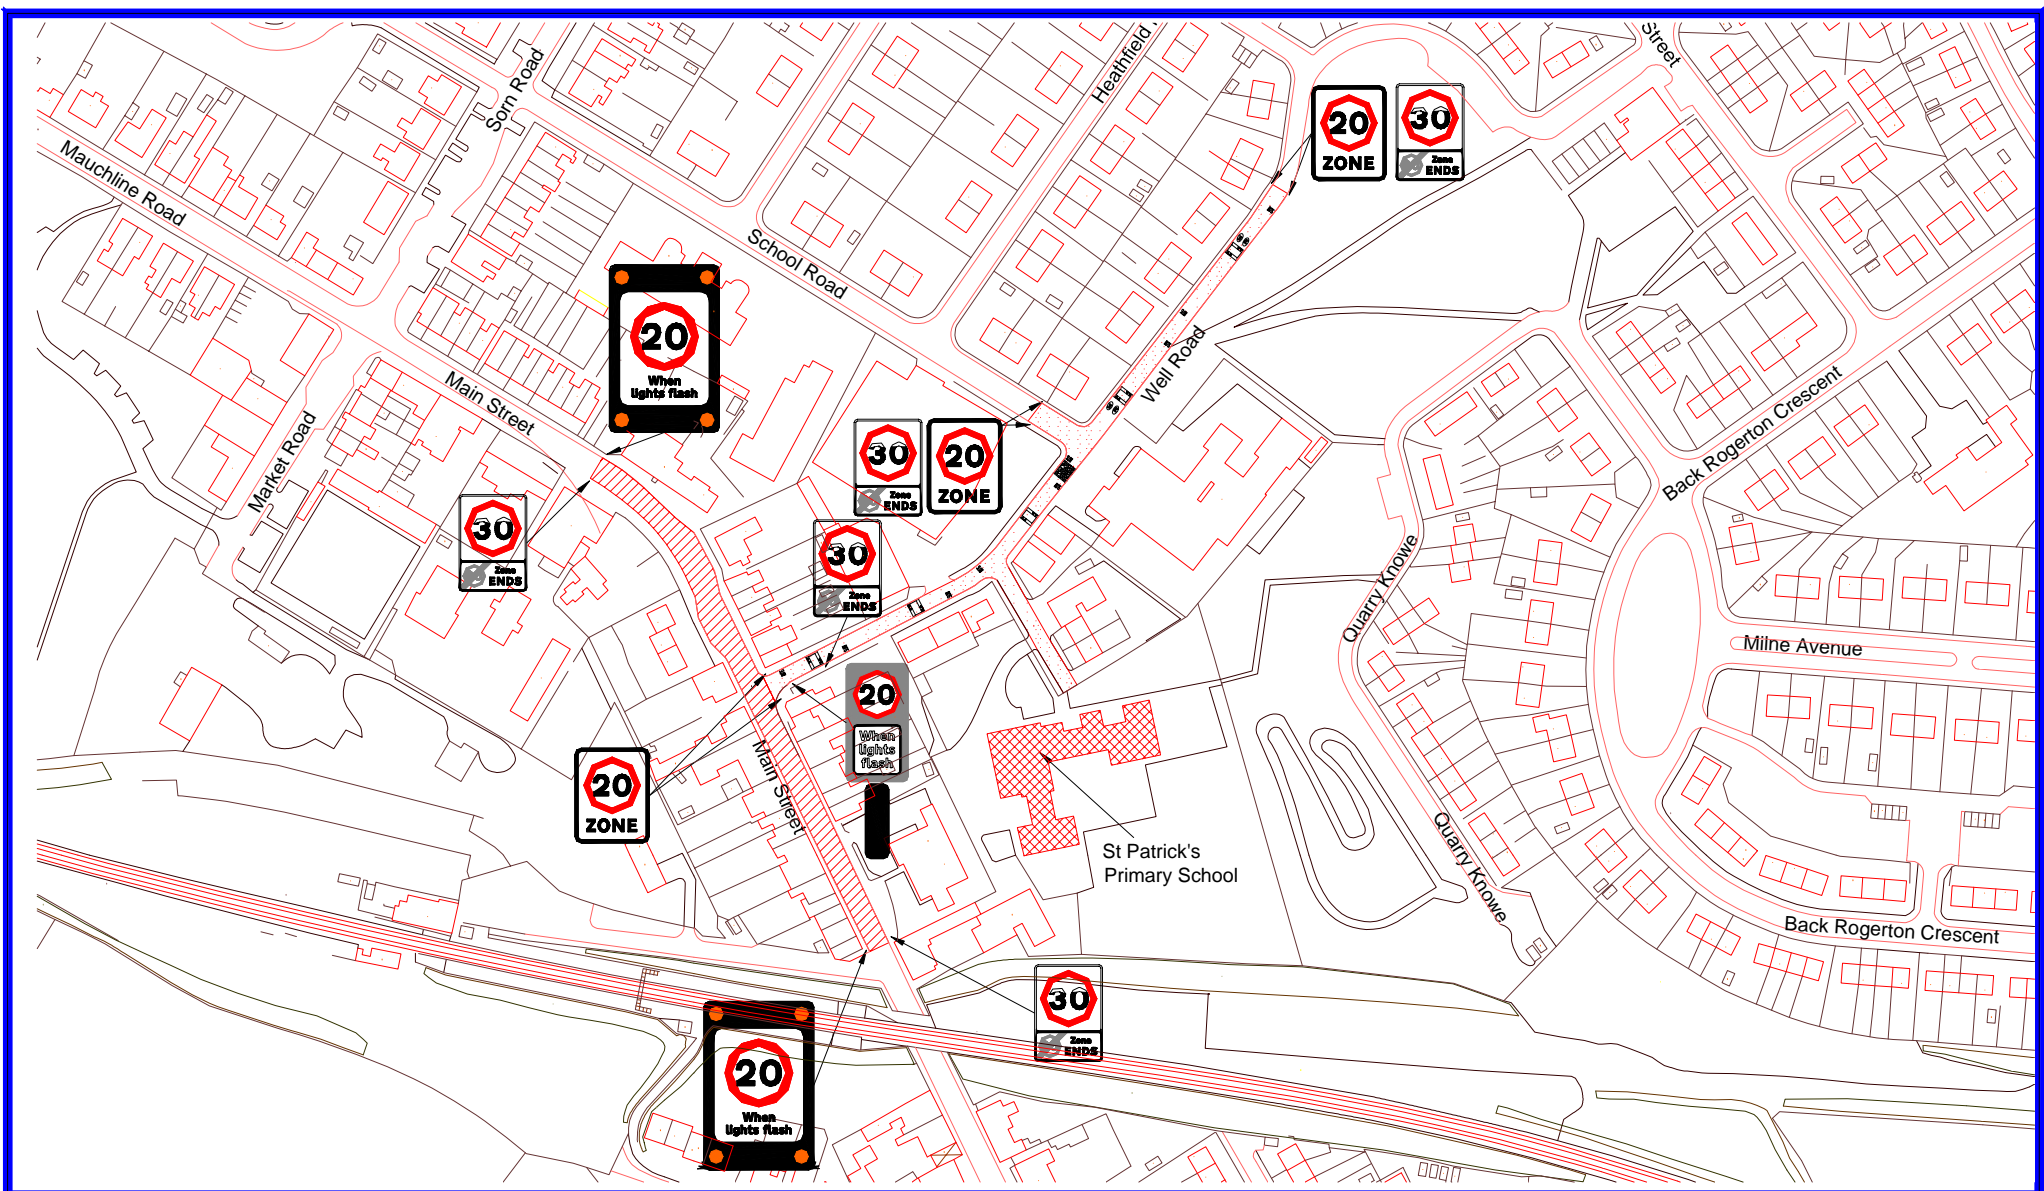 Heathfield
Street
Sorn Road
20
ZONE
30
Zone
ENDS
Mauchline Road
School Road
20
When
lights flash
Well Road
Main Street
Market Road
Back Rogerton Crescent
30
Zone
ENDS
20
ZONE
30
Zone
ENDS
30
Zone
ENDS
Quarry Knowe
Milne Avenue
20
When
lights
flash
Main Street
20
ZONE
St Patrick's
Primary School
Quarry Knowe
Back Rogerton Crescent
30
Zone
ENDS
20
When
lights flash